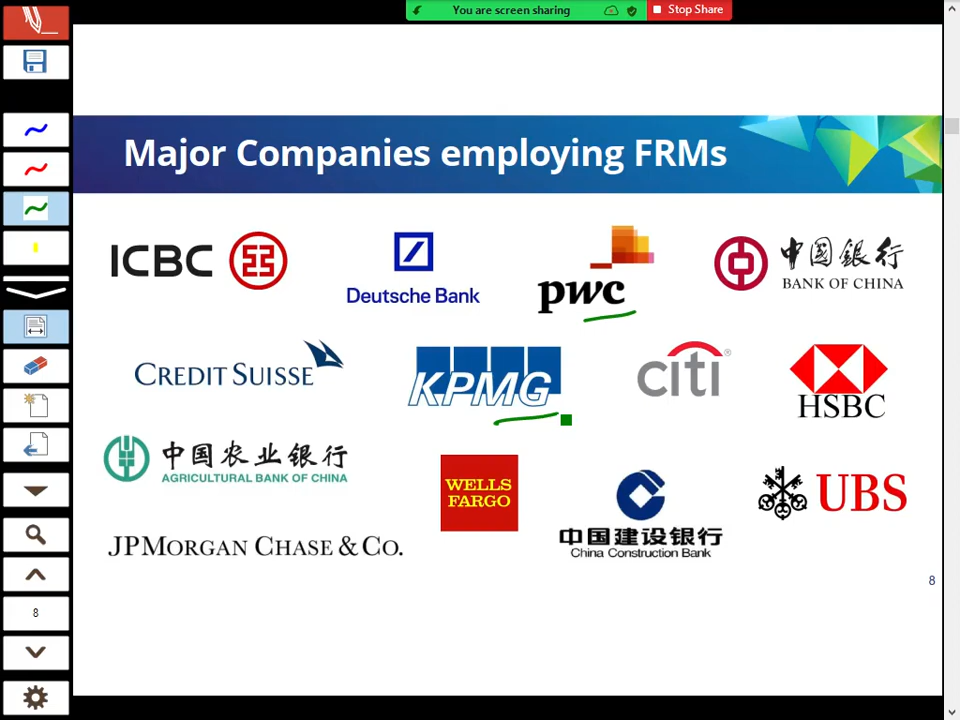 You are screen sharing
Stop Share
Major Companies employing FRMs
ICBC
Deutsche Bank
pwc
中國銀行
BANK OF CHINA
CREDIT SUISSE
KPMG
citi
®
HSBC
中国农业银行
AGRICULTURAL BANK OF CHINA
WELLS
FARGO
中国建设银行
China Construction Bank
UBS
JPMORGAN CHASE & CO.
8
8